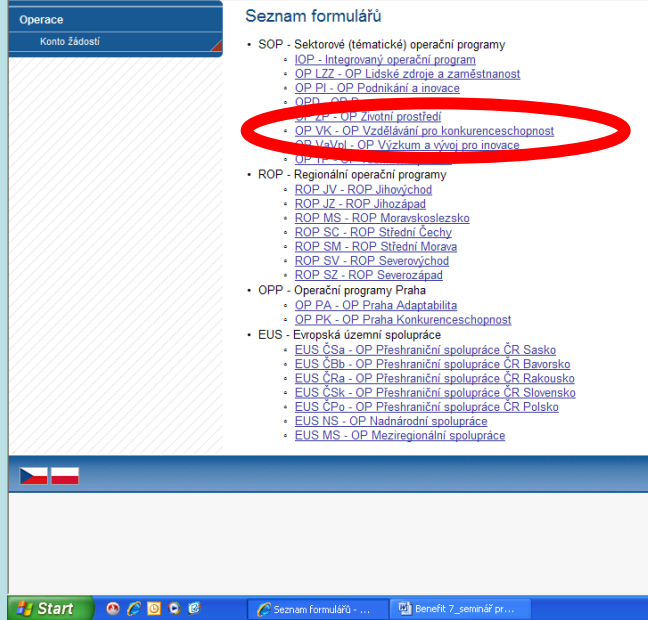 Operace
Konto žádostí
Seznam formulářů
SOP - Sektorové (tématické) operační programy
IOP - Integrovaný operační program
OP LZZ - OP Lidské zdroje a zaměstnanost
OP PI - OP Podnikání a inovace
OPD - OP
OP ŽP - OP Životní prostředí
OP VK - OP Vzdělávání pro konkurenceschopnost
OP VaVpI - OP Výzkum a vývoj pro inovace
OP TP - OP
ROP - Regionální operační programy
ROP JV - ROP Jihovýchod
ROP JZ - ROP Jihozápad
ROP MS - ROP Moravskoslezsko
ROP SC - ROP Střední Čechy
ROP SM - ROP Střední Morava
ROP SV - ROP Severovýchod
ROP SZ - ROP Severozápad
OPP - Operační programy Praha
OP PA - OP Praha Adaptabilita
OP PK - OP Praha Konkurenceschopnost
EUS - Evropská územní spolupráce
EUS ČSa - OP Přeshraniční spolupráce ČR Sasko
EUS ČBb - OP Přeshraniční spolupráce ČR Bavorsko
EUS ČRa - OP Přeshraniční spolupráce ČR Rakousko
EUS ČSk - OP Přeshraniční spolupráce ČR Slovensko
EUS ČPo - OP Přeshraniční spolupráce ČR Polsko
EUS NS - OP Nadnárodní spolupráce
EUS MS - OP Meziregionální spolupráce
Start
Seznam formulářů - ...
Benefit 7_seminář pr...